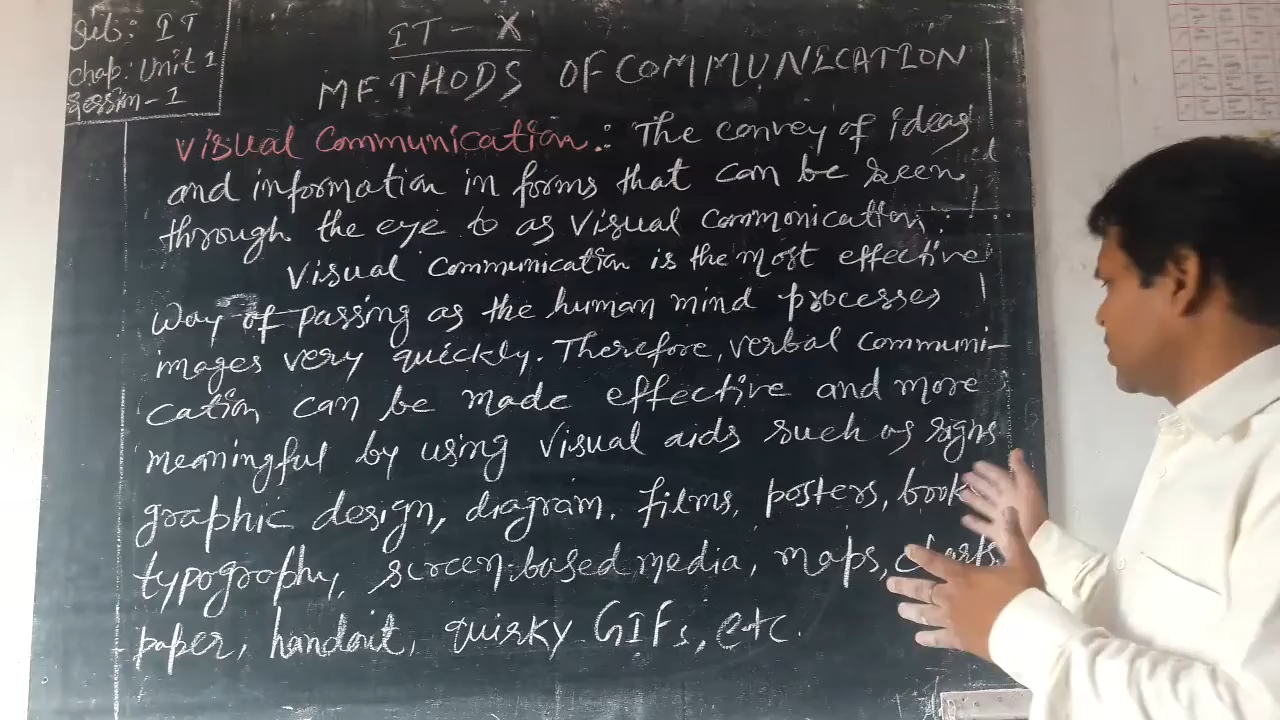 Sub: IT
Chap: Unit 1
Session-1
IT - X
METHODS OF COMMUNICATION
Visual Communication.: The convey of ideas
and information in forms that can be seen
through the eye to as visual commonication.
Visual communication is the most effective
Way of passing as the human mind processes
images very quickly. Therefore, verbal communi-
cation can be made effective and more
meaningful by using visual aids such as signs
graphic design, diagram. films, posters, book
typography, screen-based media, maps, charts
paper, handout, quirky GIFs, etc.